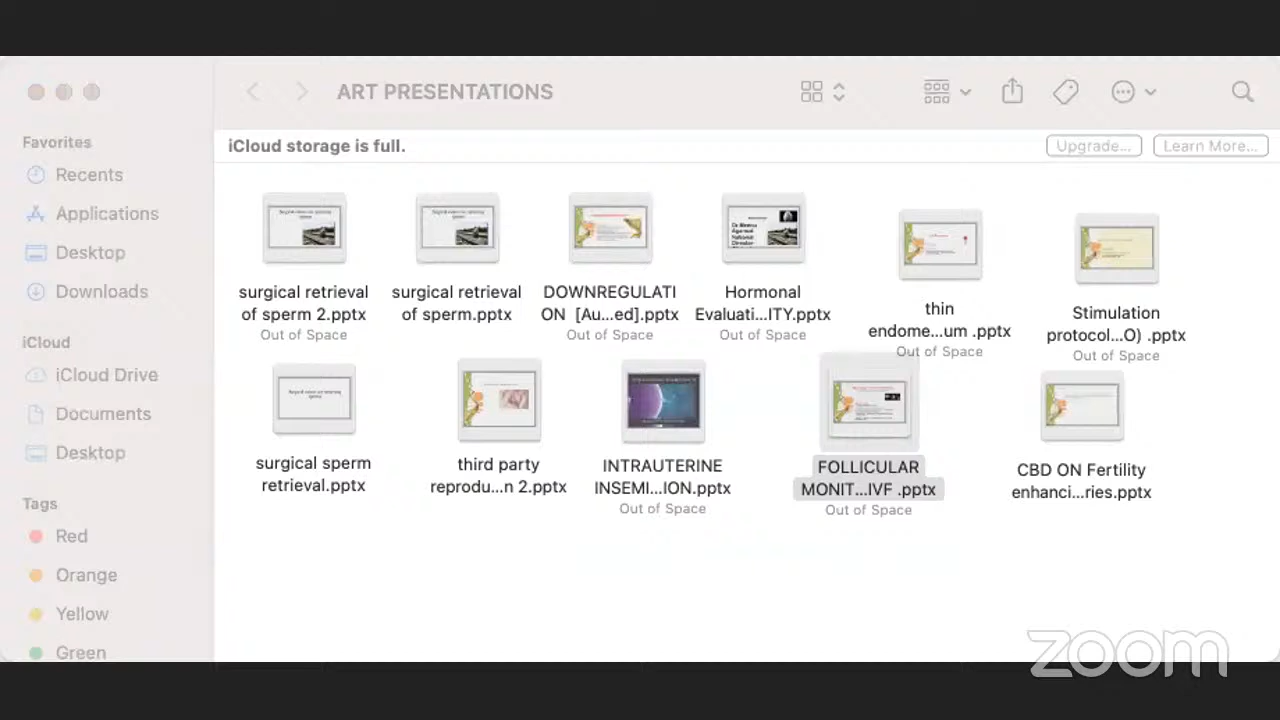 ART PRESENTATIONS
Favorites
Recents
Applications
Desktop
Downloads
iCloud
iCloud Drive
Documents
Desktop
Tags
Red
Orange
Yellow
Green
iCloud storage is full.
Upgrade...
Learn More...
surgical retrieval
of sperm 2.pptx
Out of Space
surgical retrieval
of sperm.pptx
DOWNREGULATI
ON [Au...ed].pptx
Out of Space
Hormonal
Evaluati...ITY.pptx
Out of Space
thin
endome...um .pptx
Out of Space
Stimulation
protocol...O) .pptx
Out of Space
surgical sperm
retrieval.pptx
third party
reprodu...n 2.pptx
INTRAUTERINE
INSEMI...ION.pptx
Out of Space
FOLLICULAR
MONIT...IVF .pptx
Out of Space
CBD ON Fertility
enhanci...ries.pptx
zoom